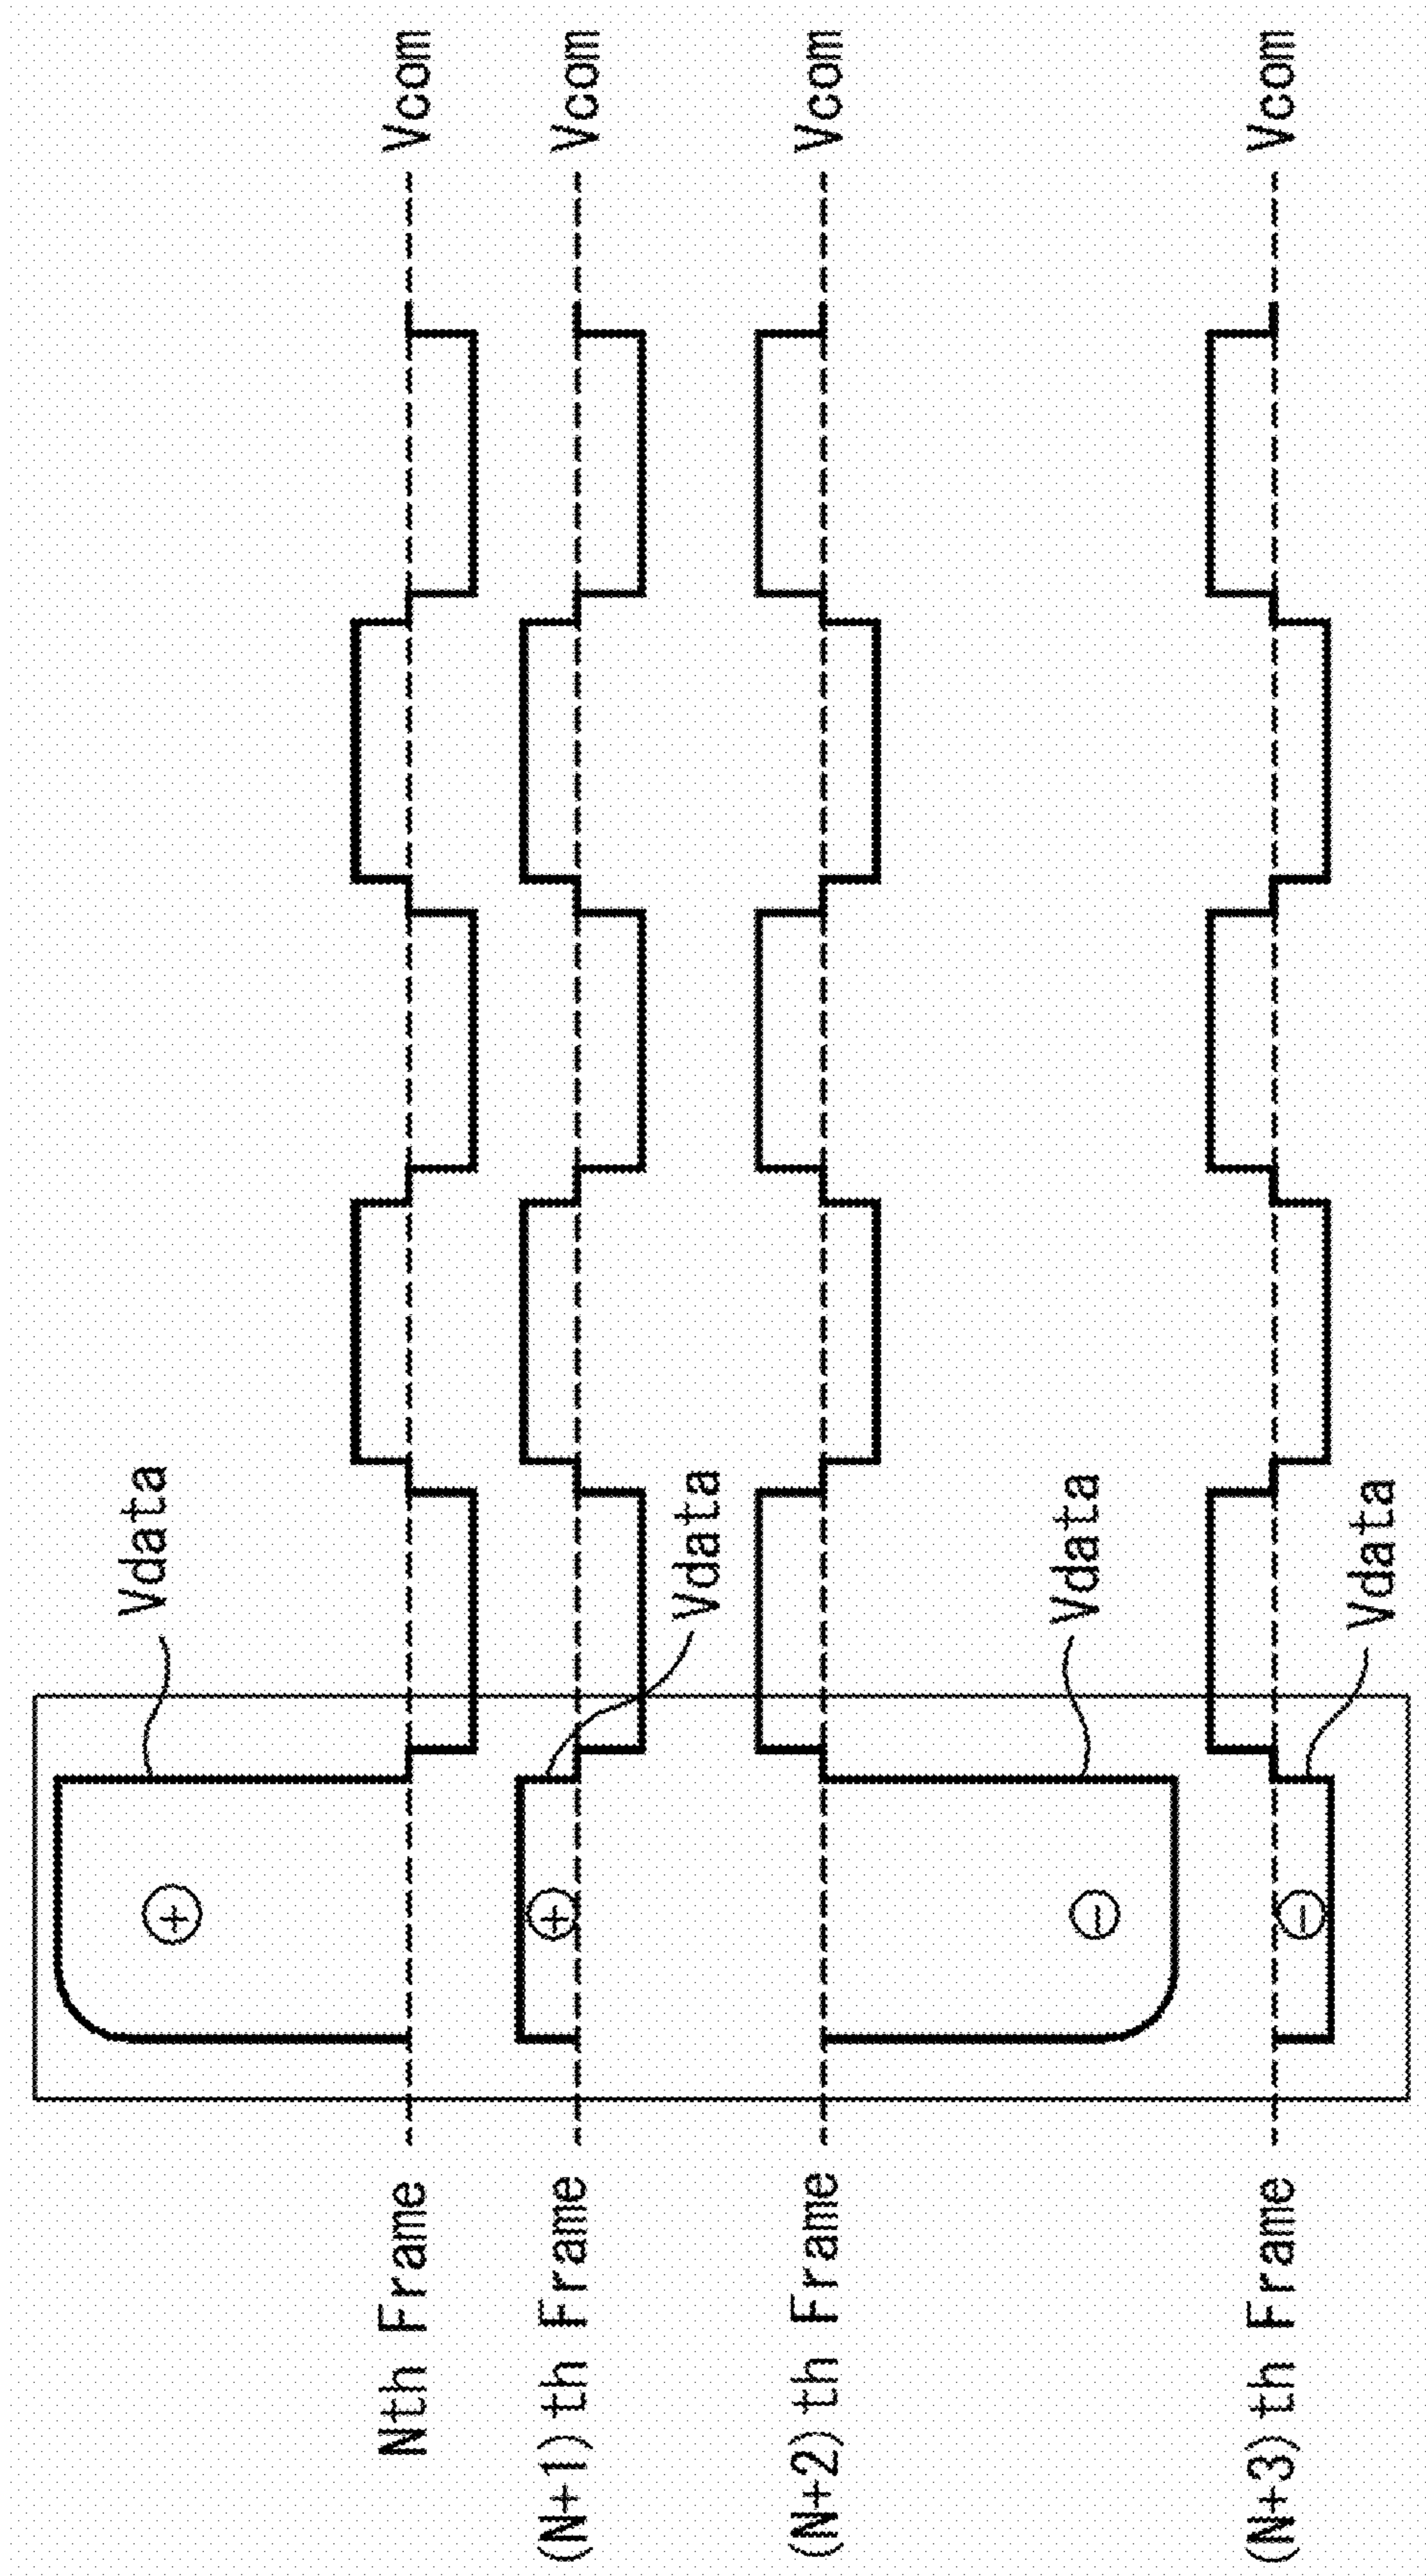 Vdata
Nth Frame
Vcom
(N+1)th Frame
Vcom
Vdata
(N+2)th Frame
Vcom
Vdata
(N+3)th Frame
Vcom
Vdata
+
+
−
−